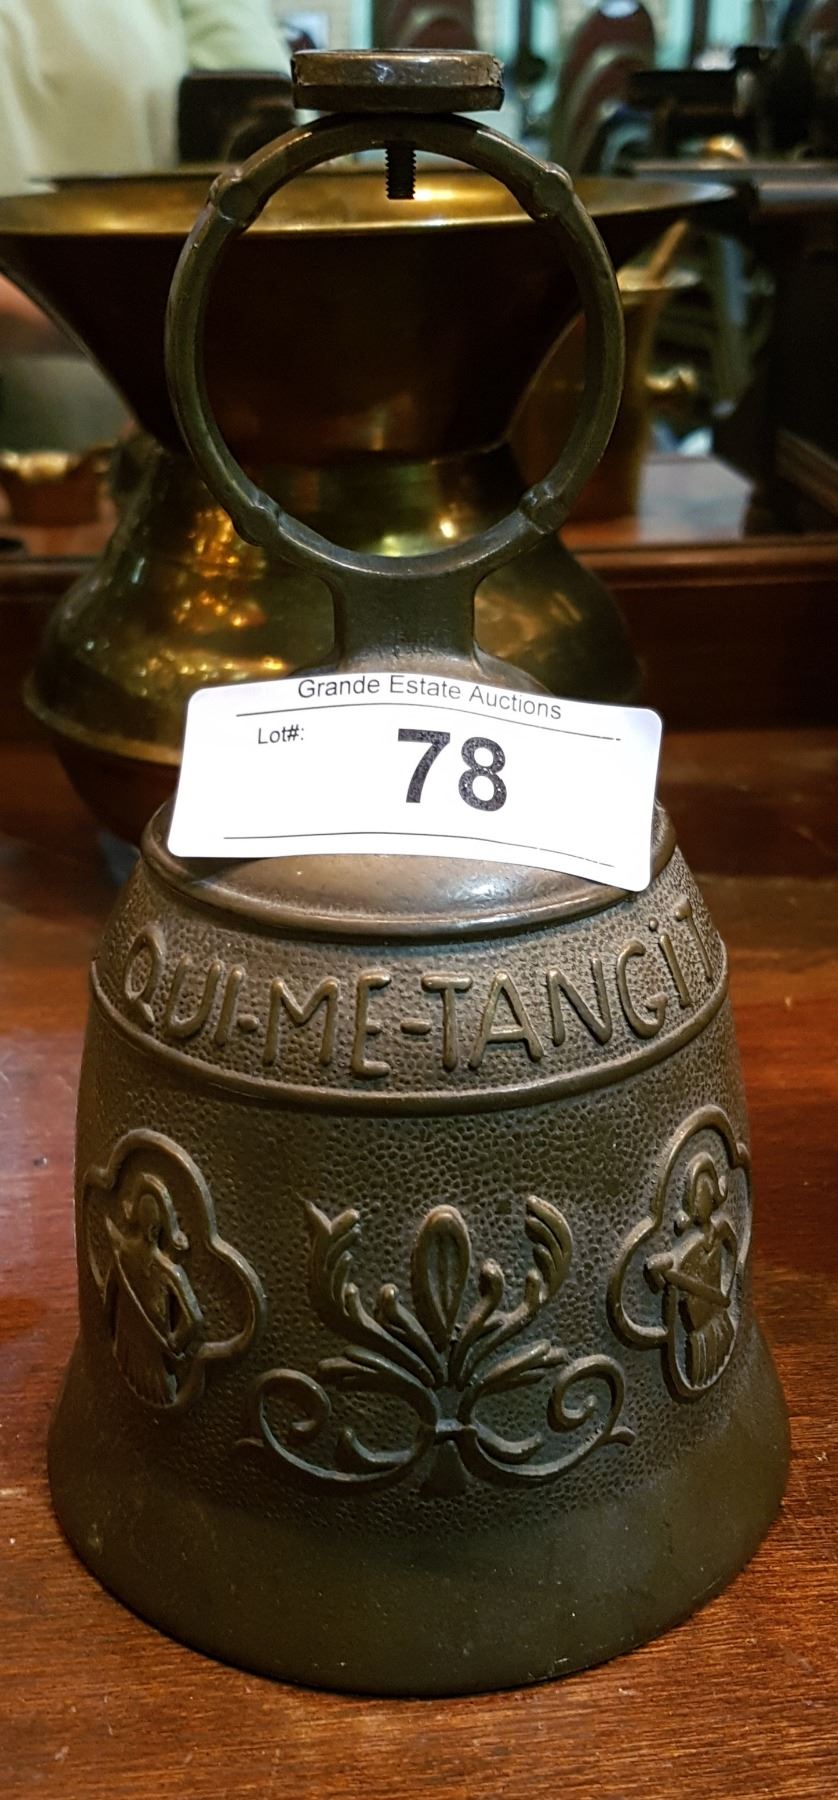 Grande Estate Auctions
Lot#:
78
QUI-ME-TANGiT